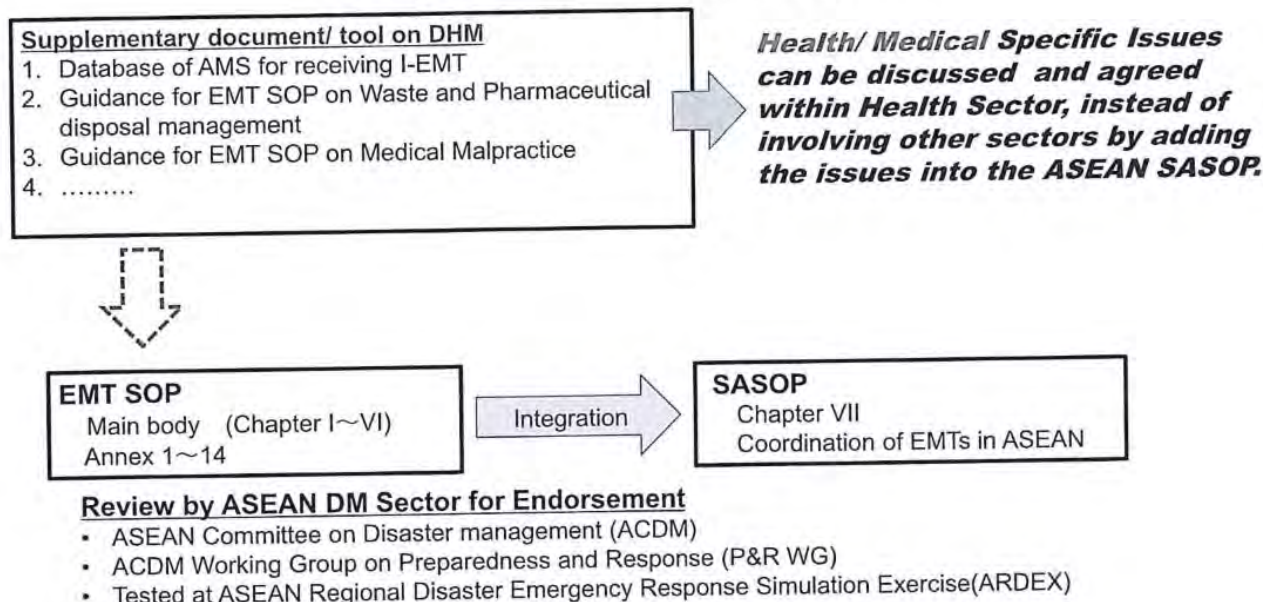 Supplementary document/ tool on DHM
1. Database of AMS for receiving I-EMT
2. Guidance for EMT SOP on Waste and Pharmaceutical
disposal management
3. Guidance for EMT SOP on Medical Malpractice
4. .........
Health/ Medical Specific Issues
can be discussed and agreed
within Health Sector, instead of
involving other sectors by adding
the issues into the ASEAN SASOP.
EMT SOP
Main body (Chapter I~VI)
Annex 1~14
Integration
SASOP
Chapter VII
Coordination of EMTs in ASEAN
Review by ASEAN DM Sector for Endorsement
• ASEAN Committee on Disaster management (ACDM)
• ACDM Working Group on Preparedness and Response (P&R WG)
• Tested at ASEAN Regional Disaster Emergency Response Simulation Exercise(ARDEX)